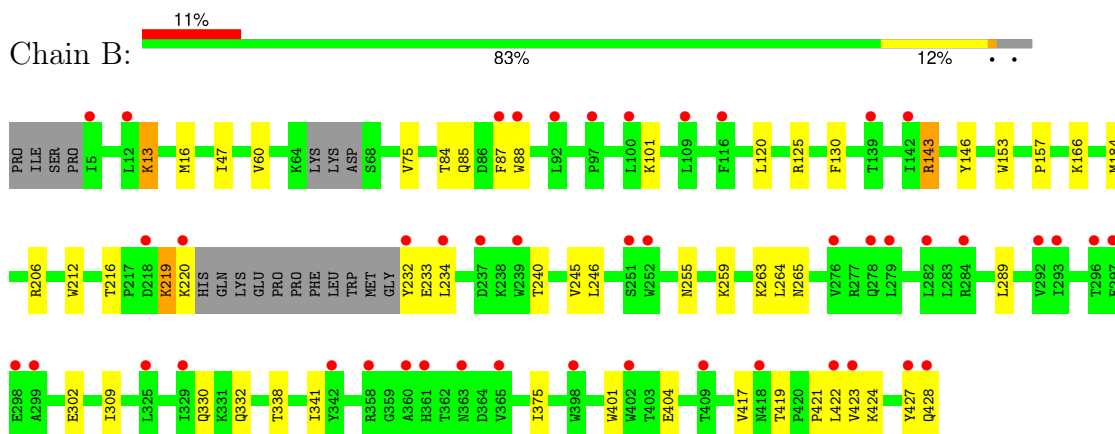 11%
Chain B:
83% 12% • •
PRO ILE SER PRO I5 L12 K13 M16 I47 V60 K64 LYS LYS ASP S68 V75 T84 Q85 D86 F87 W88 L92 P97 L100 K101 L109 F116 L120 R125 F130 T139 I142 R143 Y146 W153 P157 K166 M184
R206 W212 T216 P217 D218 K219 K220 HIS GLN LYS GLU PRO PRO PHE LEU TRP MET GLY Y232 E233 L234 D237 K238 W239 T240 V245 L246 S251 W252 N255 K259 K263 L264 N265 V276 R277 Q278 L279 L282 L283 R284 L289 V292 I293 T296 E297
E298 A299 E302 I309 L325 I329 Q330 K331 Q332 T338 I341 Y342 R358 G359 A360 H361 T362 N363 D364 V365 I375 W398 W401 W402 T403 E404 T409 V417 N418 T419 P420 P421 L422 V423 K424 Y427 Q428